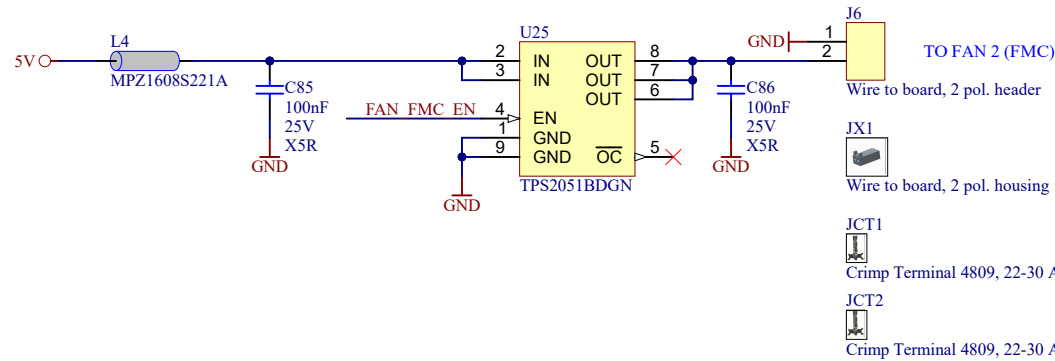 J6
U25
L4
GND
1
TO FAN 2 (FMC)
5V
2
IN
OUT
8
2
3
IN
OUT
7
MPZ1608S221A
OUT
6
Wire to board, 2 pol. header
C85
100nF
25V
X5R
C86
100nF
25V
X5R
FAN_FMC_EN
4
EN
1
GND
JX1
9
GND
OC
5
GND
GND
TPS2051BDGN
Wire to board, 2 pol. housing
GND
JCT1
Crimp Terminal 4809, 22-30 A
JCT2
Crimp Terminal 4809, 22-30 A